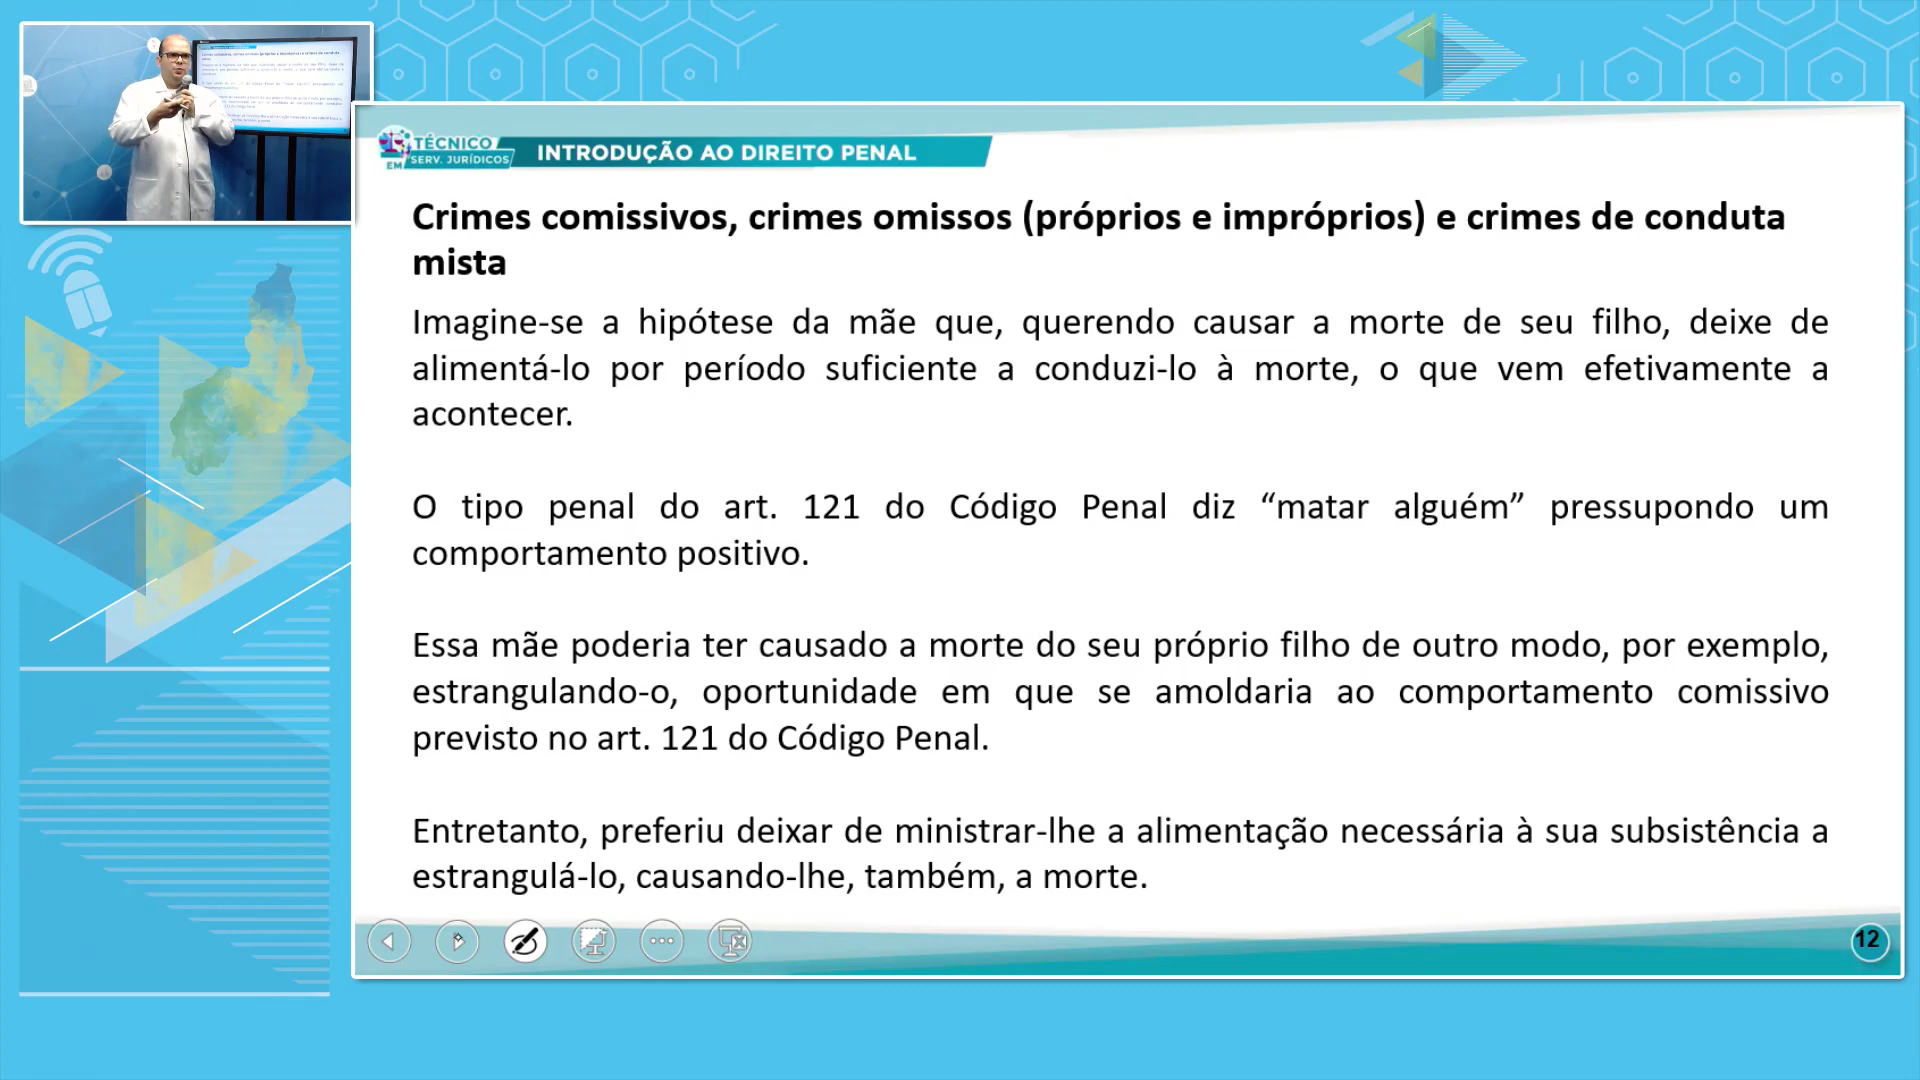 TÉCNICO
EM SERV. JURÍDICOS
INTRODUÇÃO AO DIREITO PENAL
Crimes comissivos, crimes omissos (próprios e impróprios) e crimes de conduta
mista
Imagine-se a hipótese da mãe que, querendo causar a morte de seu filho, deixe de
alimentá-lo por período suficiente a conduzi-lo à morte, o que vem efetivamente a
acontecer.
O tipo penal do art. 121 do Código Penal diz “matar alguém” pressupondo um
comportamento positivo.
Essa mãe poderia ter causado a morte do seu próprio filho de outro modo, por exemplo,
estrangulando-o, oportunidade em que se amoldaria ao comportamento comissivo
previsto no art. 121 do Código Penal.
Entretanto, preferiu deixar de ministrar-lhe a alimentação necessária à sua subsistência a
estrangulá-lo, causando-lhe, também, a morte.
12